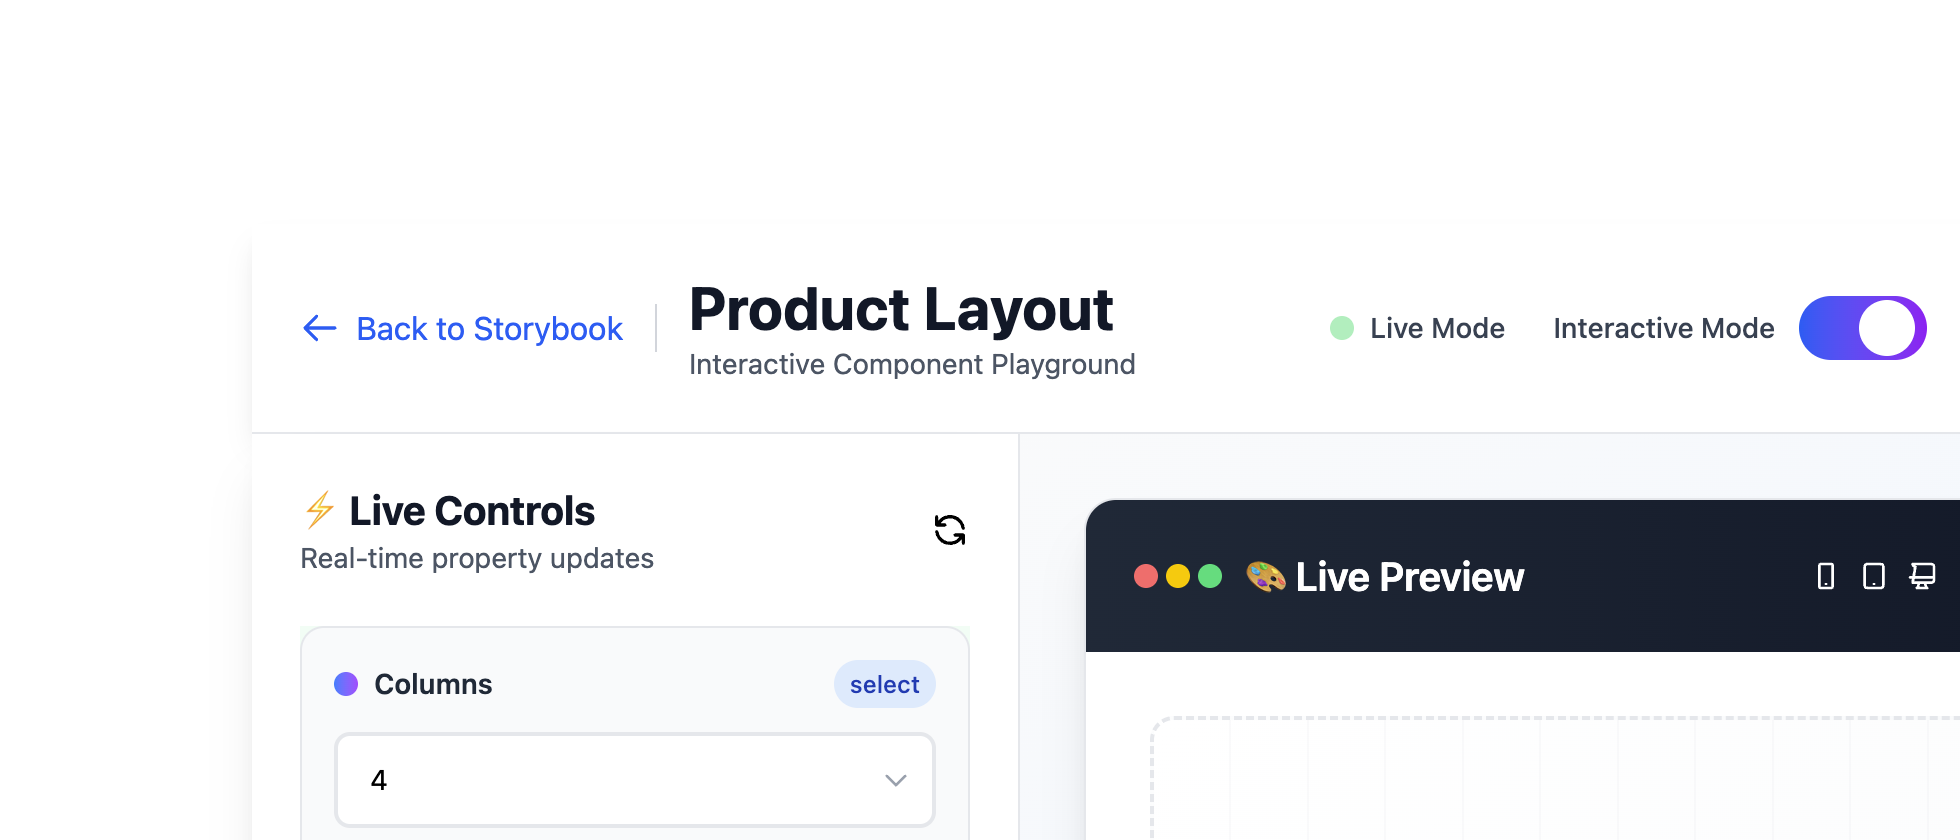 Back to Storybook
Product Layout
Interactive Component Playground
Live Mode
Interactive Mode
⚡ Live Controls
Real-time property updates
Columns
select
4
🎨 Live Preview